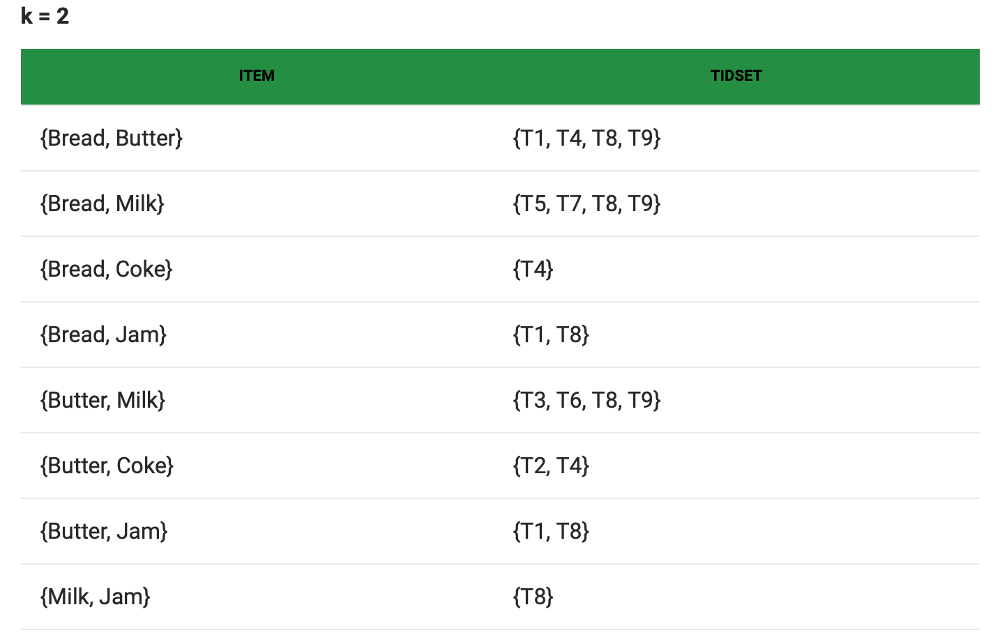 k = 2
ITEM TIDSET
{Bread, Butter} {T1, T4, T8, T9}
{Bread, Milk} {T5, T7, T8, T9}
{Bread, Coke} {T4}
{Bread, Jam} {T1, T8}
{Butter, Milk} {T3, T6, T8, T9}
{Butter, Coke} {T2, T4}
{Butter, Jam} {T1, T8}
{Milk, Jam} {T8}